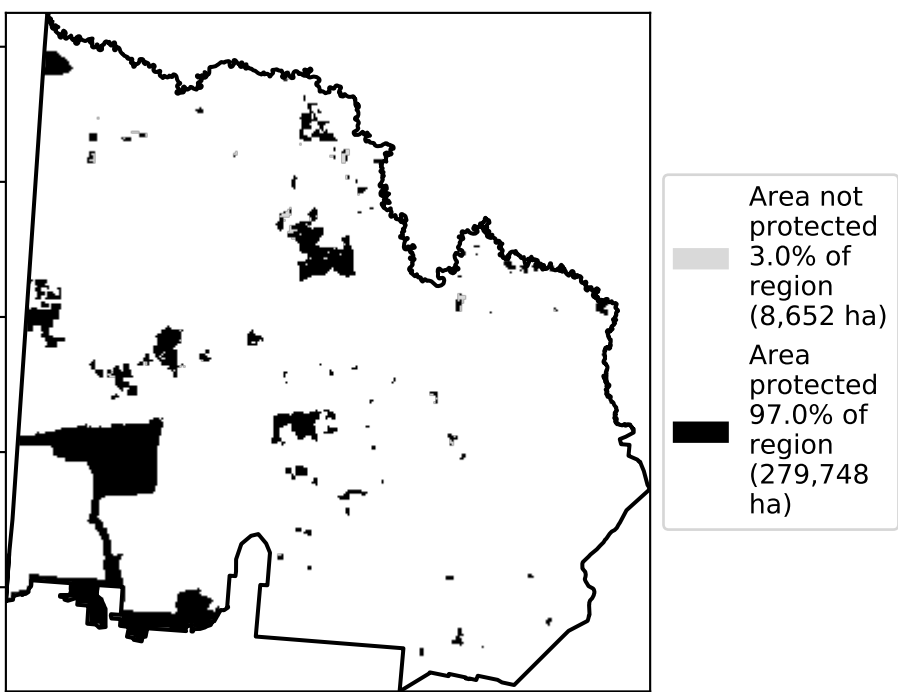 Area not
protected
3.0% of
region
(8,652 ha)
Area
protected
97.0% of
region
(279,748
ha)